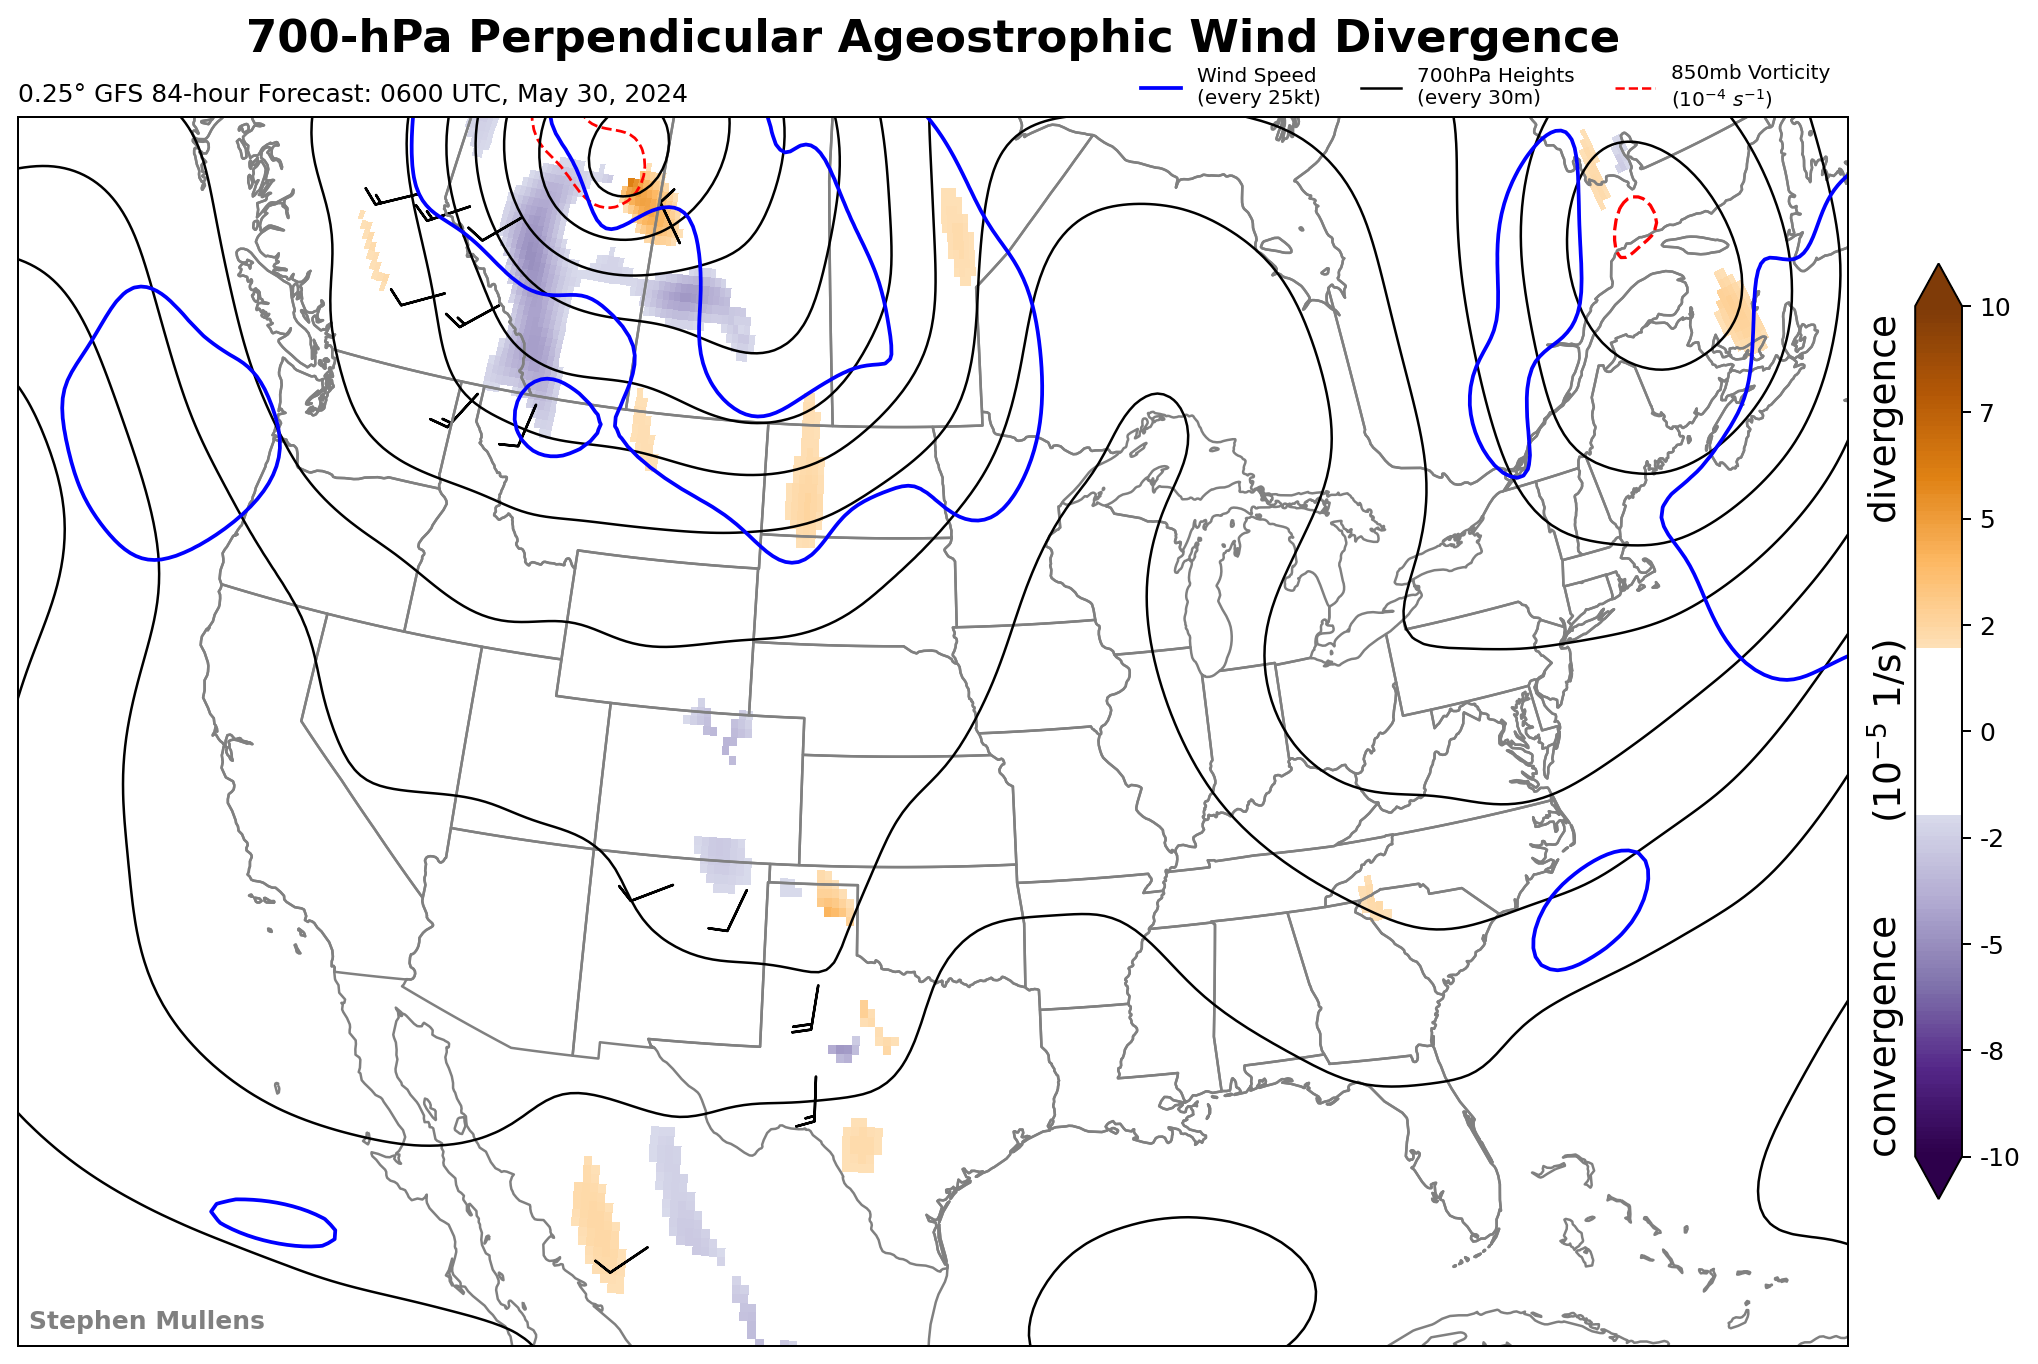 700-hPa Perpendicular Ageostrophic Wind Divergence
0.25° GFS 84-hour Forecast: 0600 UTC, May 30, 2024
Wind Speed
(every 25kt)
700hPa Heights
(every 30m)
850mb Vorticity
(10⁻⁴ s⁻¹)
10
7
5
2
0
-2
-5
-8
-10
convergence (10⁻⁵ 1/s) divergence
Stephen Mullens